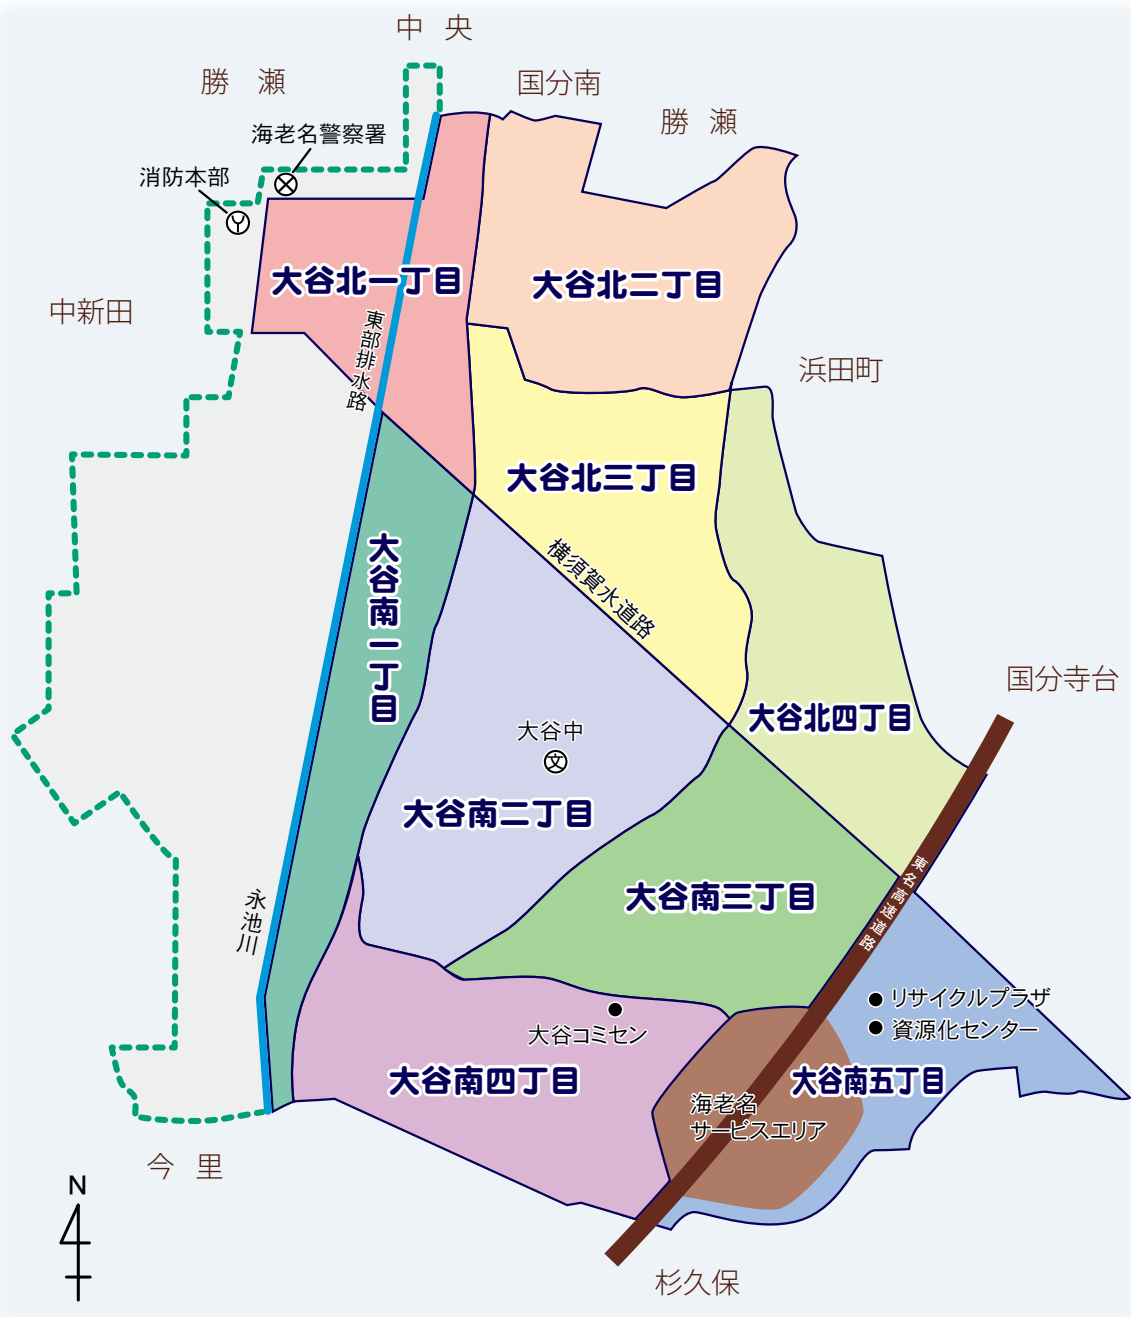 中 央
勝 瀬
国分南
勝 瀬
海老名警察署
消防本部
大谷北一丁目
大谷北二丁目
中新田
東部排水路
浜田町
大谷北三丁目
大谷南一丁目
横須賀水道路
国分寺台
大谷北四丁目
大谷中
文
大谷南二丁目
東名高速道路
大谷南三丁目
永池川
リサイクルプラザ
資源化センター
大谷コミセン
大谷南四丁目
大谷南五丁目
海老名
サービスエリア
今 里
N
杉久保